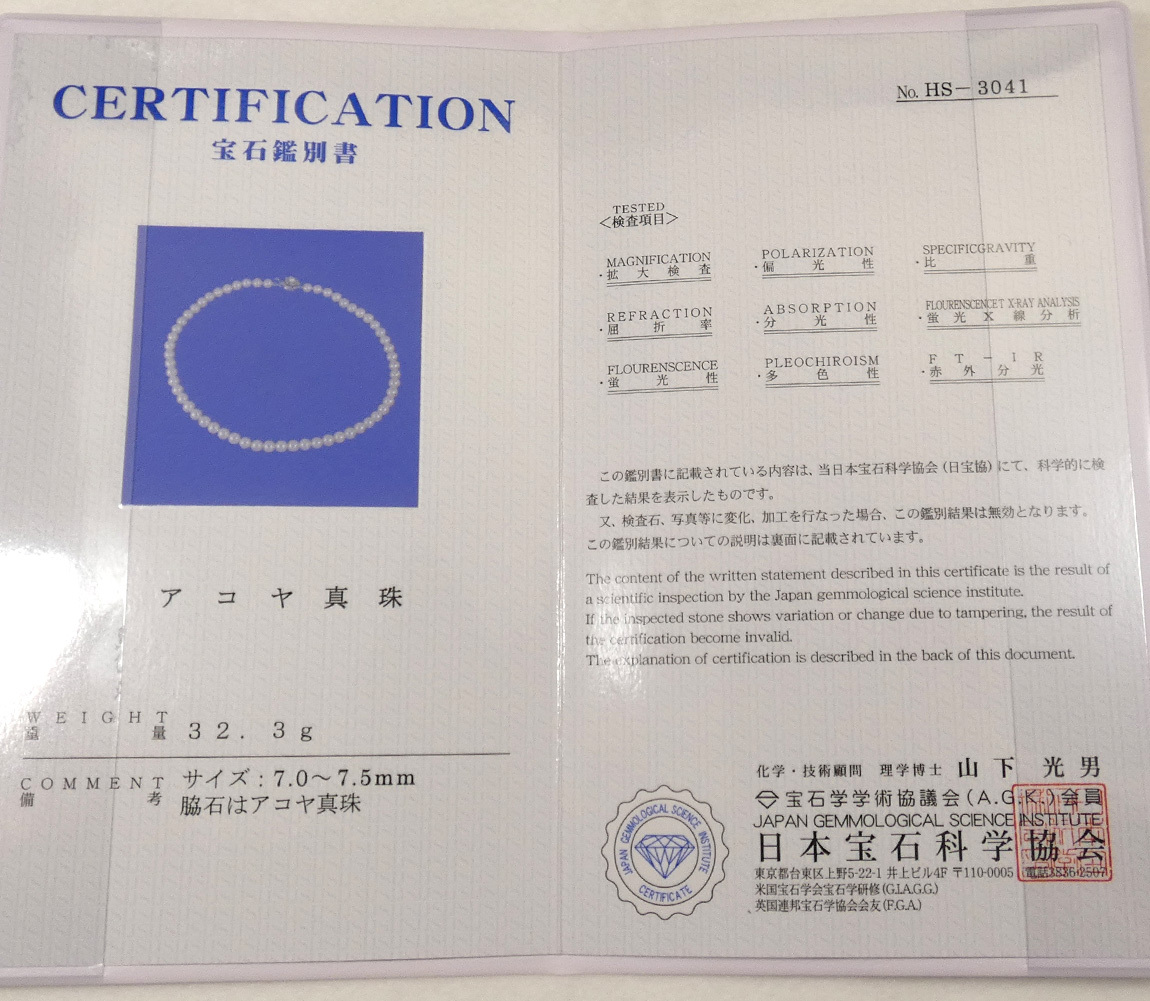 CERTIFICATION
宝石鑑別書
アコヤ真珠
WEIGHT
重量 32.3g
COMMENT サイズ:7.0～7.5mm
備考 脇石はアコヤ真珠
No. HS－3041
TESTED
＜検査項目＞
MAGNIFICATION POLARIZATION SPECIFICGRAVITY
・拡大検査 ・偏光性 ・比重
REFRACTION ABSORPTION FLOURENSCENCET X-RAY ANALYSIS
・屈折率 ・分光性 ・蛍光X線分析
FLOURENSCENCE PLEOCHIROISM FT－IR
・蛍光性 ・多色性 ・赤外分光
この鑑別書に記載されている内容は、当日本宝石科学協会(日宝協)にて、科学的に検
査した結果を表示したものです。
又、検査石、写真等に変化、加工を行なった場合、この鑑別結果は無効となります。
この鑑別結果についての説明は裏面に記載されています。
The content of the written statement described in this certificate is the result of
a scientific inspection by the Japan gemmological science institute.
If the inspected stone shows variation or change due to tampering, the result of
the certification become invalid.
The explanation of certification is described in the back of this document.
化学・技術顧問 理学博士 山下光男
宝石学学術協議会(A.G.K.)会員
JAPAN GEMMOLOGICAL SCIENCE INSTITUTE
日本宝石科学協会
東京都台東区上野5-22-1 井上ビル4F 〒110-0005 電話3836-2507
米国宝石学会宝石学研修(G.I.A.G.G.)
英国連邦宝石学協会会友(F.G.A.)
JAPAN GEMMOLOGICAL SCIENCE INSTITUTE
CERTIFICATE